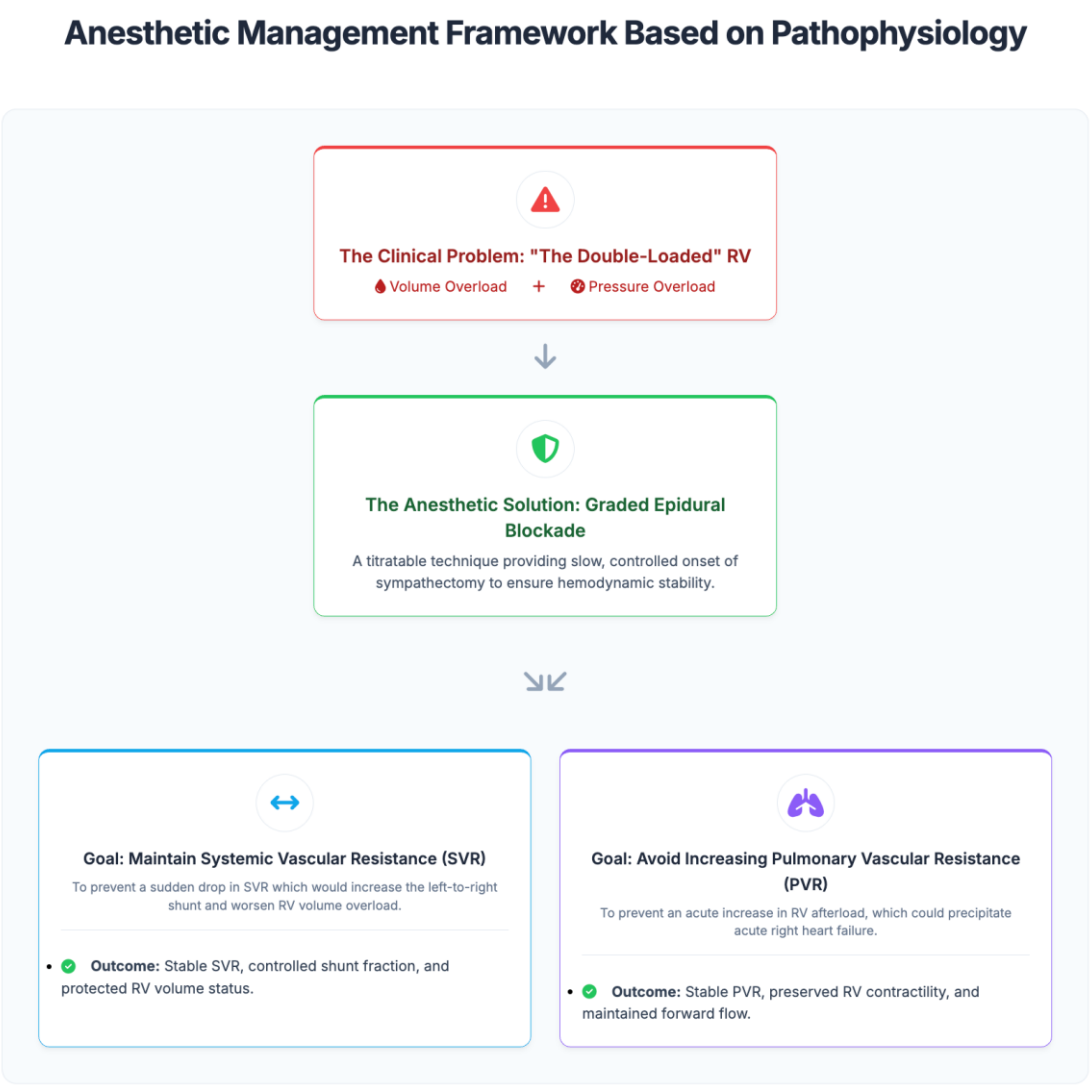 Anesthetic Management Framework Based on Pathophysiology
The Clinical Problem: "The Double-Loaded" RV
Volume Overload + Pressure Overload
The Anesthetic Solution: Graded Epidural
Blockade
A titratable technique providing slow, controlled onset of
sympathectomy to ensure hemodynamic stability.
Goal: Maintain Systemic Vascular Resistance (SVR)
To prevent a sudden drop in SVR which would increase the left-to-right
shunt and worsen RV volume overload.
• Outcome: Stable SVR, controlled shunt fraction, and
protected RV volume status.
Goal: Avoid Increasing Pulmonary Vascular Resistance
(PVR)
To prevent an acute increase in RV afterload, which could precipitate
acute right heart failure.
• Outcome: Stable PVR, preserved RV contractility, and
maintained forward flow.